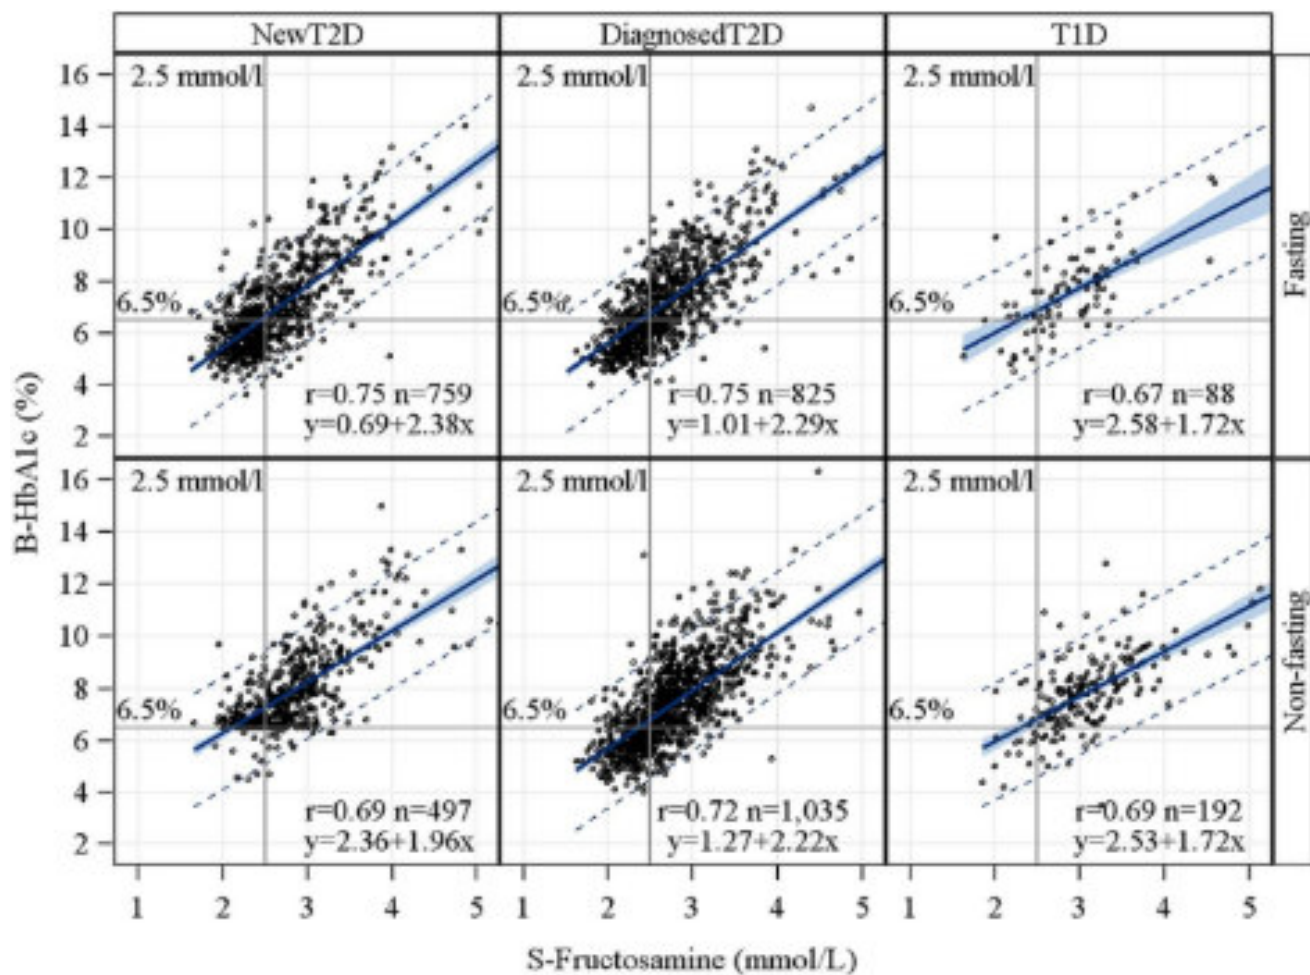 NewT2D DiagnosedT2D T1D
16 2.5 mmol/l 2.5 mmol/l 2.5 mmol/l
14
12
10
8
6.5% 6.5% 6.5%
6
4
r=0.75 n=759 r=0.75 n=825 r=0.67 n=88
y=0.69+2.38x y=1.01+2.29x y=2.58+1.72x
2
Fasting
B-HbA1c (%)
16 2.5 mmol/l 2.5 mmol/l 2.5 mmol/l
14
12
10
8
6.5% 6.5% 6.5%
6
4
r=0.69 n=497 r=0.72 n=1,035 r=0.69 n=192
y=2.36+1.96x y=1.27+2.22x y=2.53+1.72x
2
Non-fasting
1 2 3 4 5 1 2 3 4 5 1 2 3 4 5
S-Fructosamine (mmol/L)